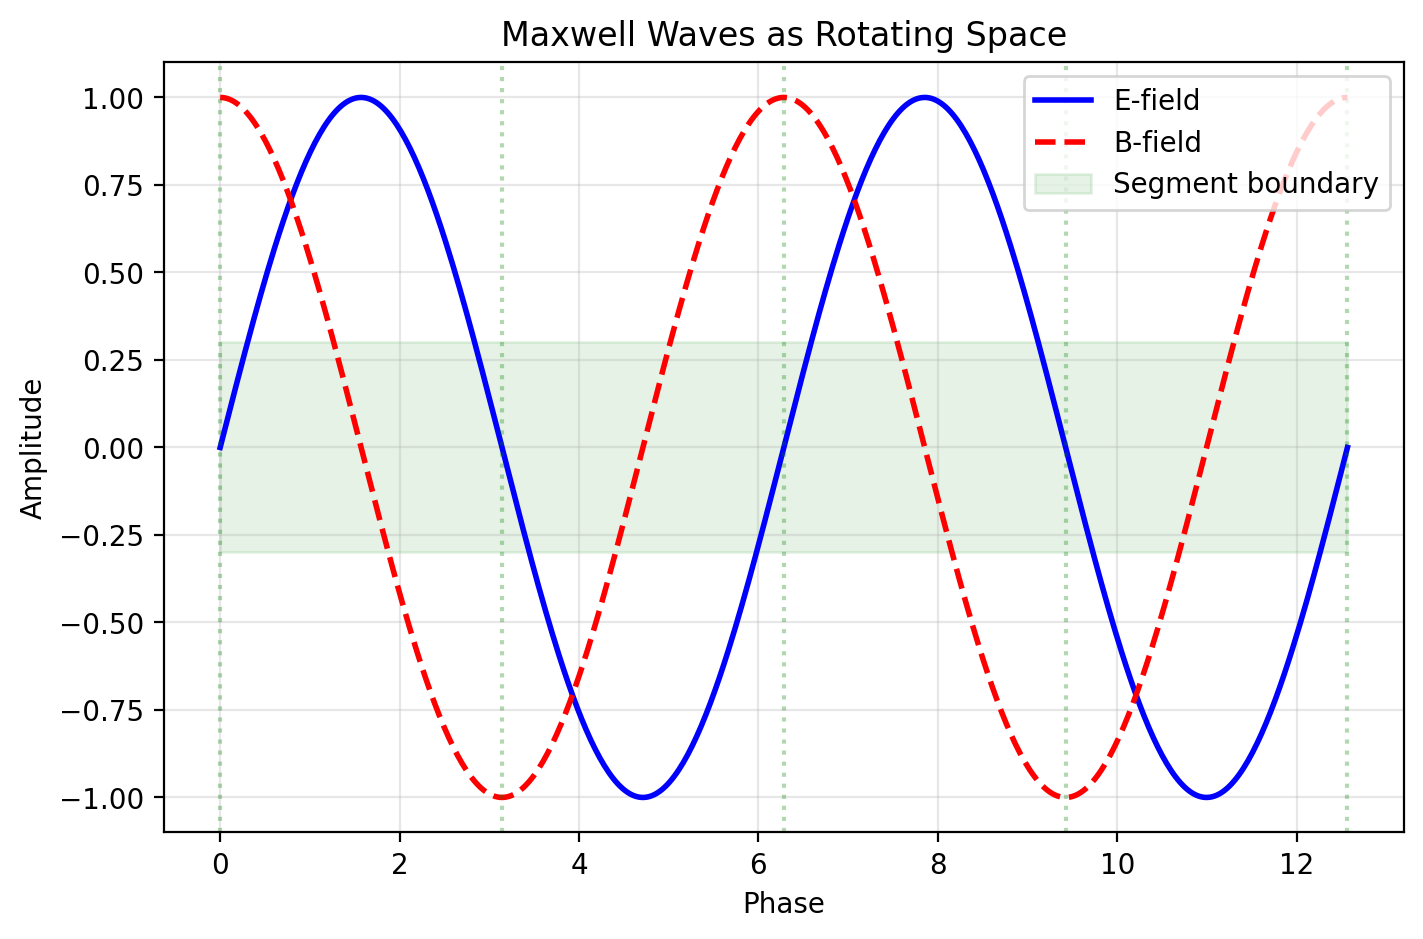 Maxwell Waves as Rotating Space
E-field
B-field
Segment boundary
Amplitude
1.00
0.75
0.50
0.25
0.00
−0.25
−0.50
−0.75
−1.00
0 2 4 6 8 10 12
Phase